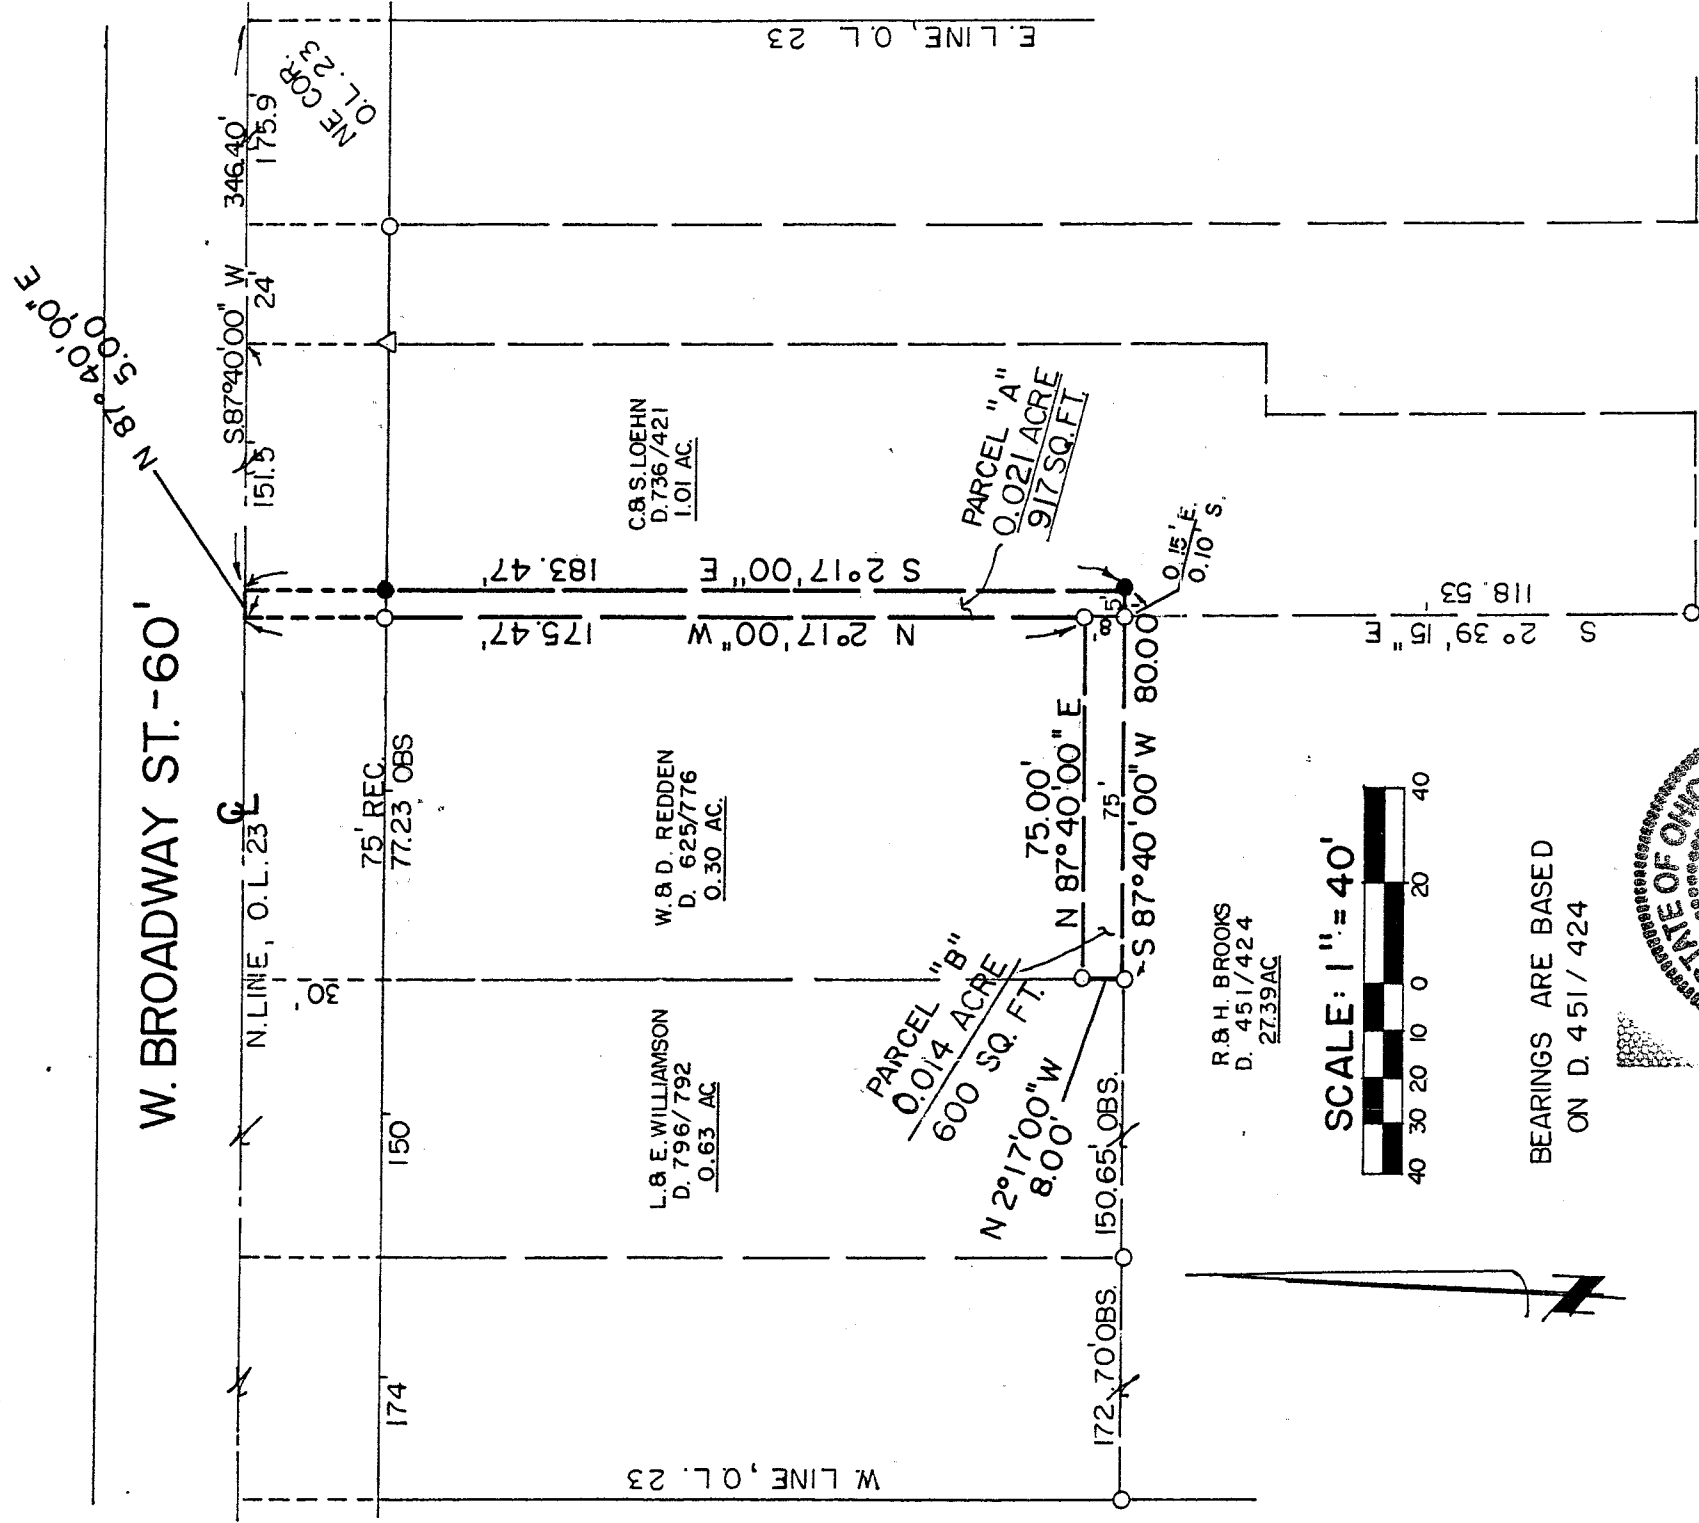 W. BROADWAY ST.-60'
N 87° 40' 00" E
5.00'
N. LINE, O.L. 23
CL
151.5'
S.87°40'00" W 346.40'
24'
175.9'
NE COR.
O.L. 23
E. LINE, O.L. 23
30'
174'
150'
75' REC.
77.23' OBS
L.& E. WILLIAMSON
D. 796/792
0.63 AC.
W. & D. REDDEN
D. 625/776
0.30 AC.
C.& S. LOEHN
D. 736/421
1.01 AC.
N 2°17'00"W 175.47'
S 2°17'00"E 183.47'
PARCEL "A"
0.021 ACRE
917 SQ. FT.
PARCEL "B"
0.014 ACRE
600 SQ. FT.
75.00'
N 87°40'00" E
75'
8'
5'
S 87°40'00"W 80.00'
0.15' E.
0.10' S.
N 2°17'00"W
8.00'
172.70'OBS.
150.65' OBS.
W. LINE, O.L. 23
S 2° 39' 15" E
118.53'
R.& H. BROOKS
D. 451/424
27.39AC
SCALE: 1" = 40'
40 30 20 10 0 20 40
BEARINGS ARE BASED
ON D. 451/424
STATE OF OHIO